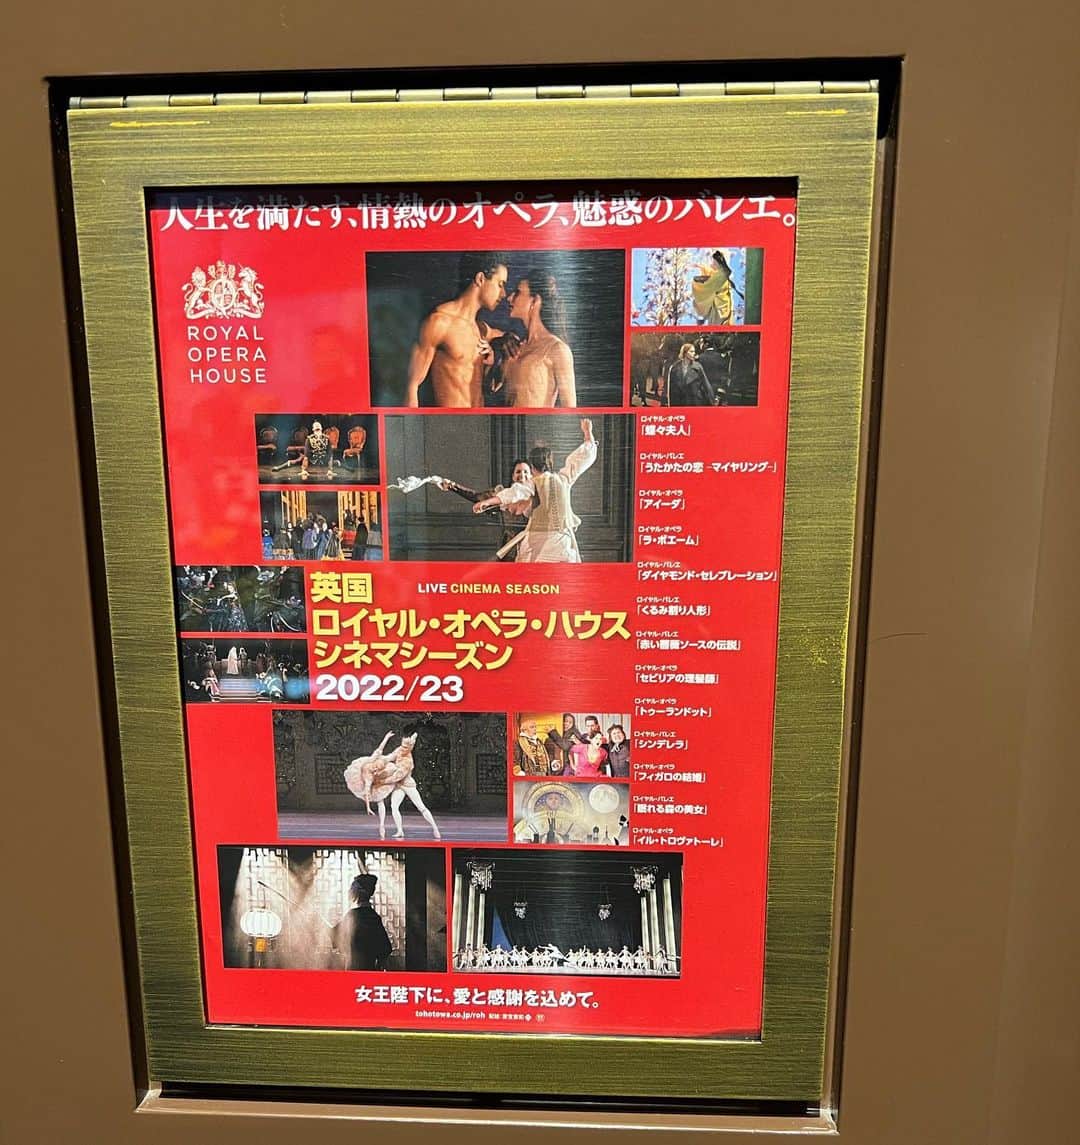 人生を満たす、情熱のオペラ、魅惑のバレエ。
ROYAL
OPERA
HOUSE
ロイヤル・オペラ
「蝶々夫人」
ロイヤル・バレエ
「うたかたの恋 -マイヤリング-」
ロイヤル・オペラ
「アイーダ」
ロイヤル・オペラ
「ラ・ボエーム」
ロイヤル・バレエ
「ダイヤモンド・セレブレーション」
ロイヤル・バレエ
「くるみ割り人形」
ロイヤル・バレエ
「赤い薔薇ソースの伝説」
ロイヤル・オペラ
「セビリアの理髪師」
ロイヤル・オペラ
「トゥーランドット」
ロイヤル・バレエ
「シンデレラ」
ロイヤル・オペラ
「フィガロの結婚」
ロイヤル・バレエ
「眠れる森の美女」
ロイヤル・オペラ
「イル・トロヴァトーレ」
英国 LIVE CINEMA SEASON
ロイヤル・オペラ・ハウス
シネマシーズン
2022/23
女王陛下に、愛と感謝を込めて。
tohotowa.co.jp/roh 配給:東宝東和